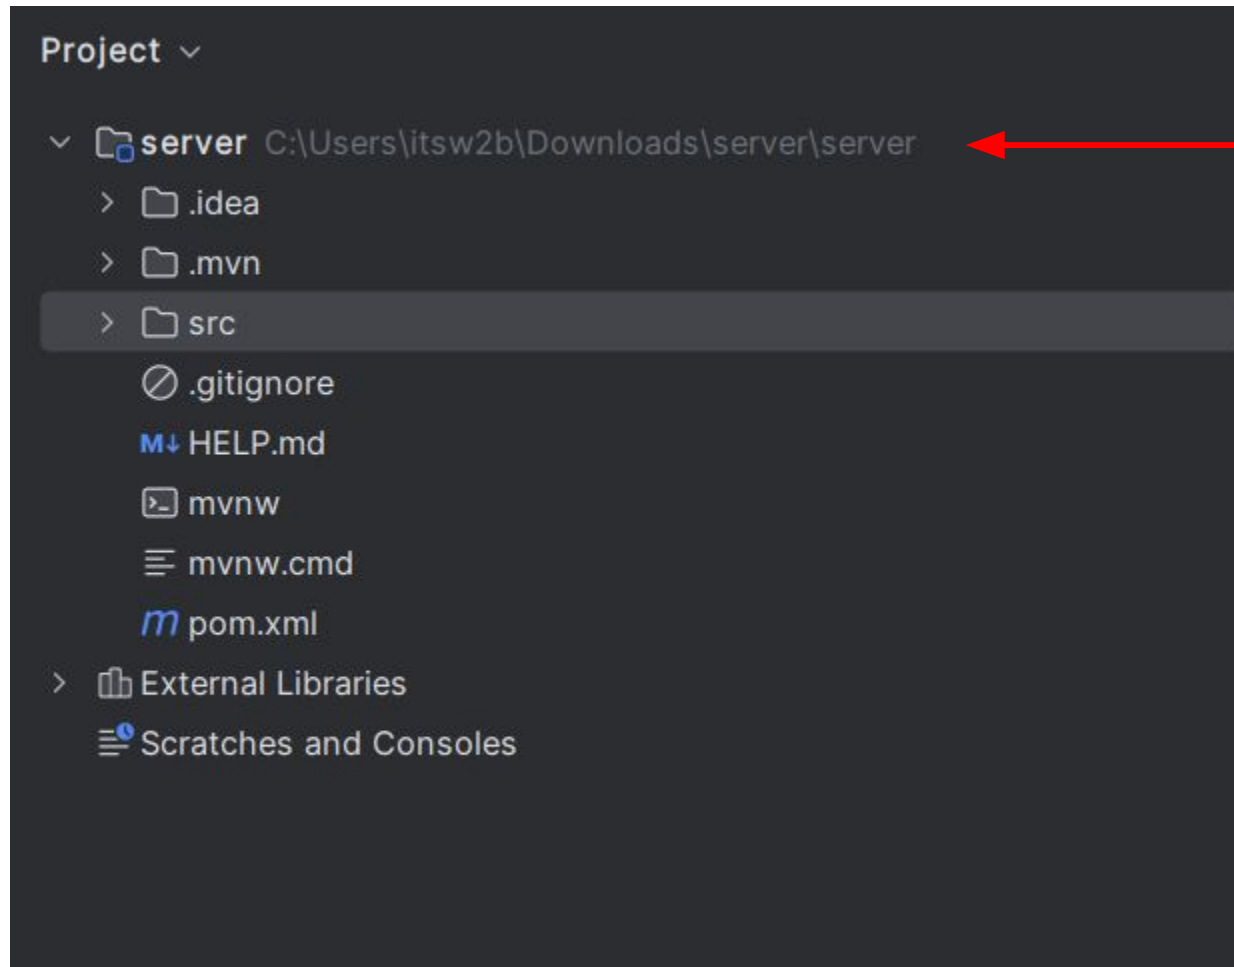 Project
server C:\Users\itsw2b\Downloads\server\server
.idea
.mvn
src
.gitignore
M↓ HELP.md
mvnw
mvnw.cmd
m pom.xml
External Libraries
Scratches and Consoles